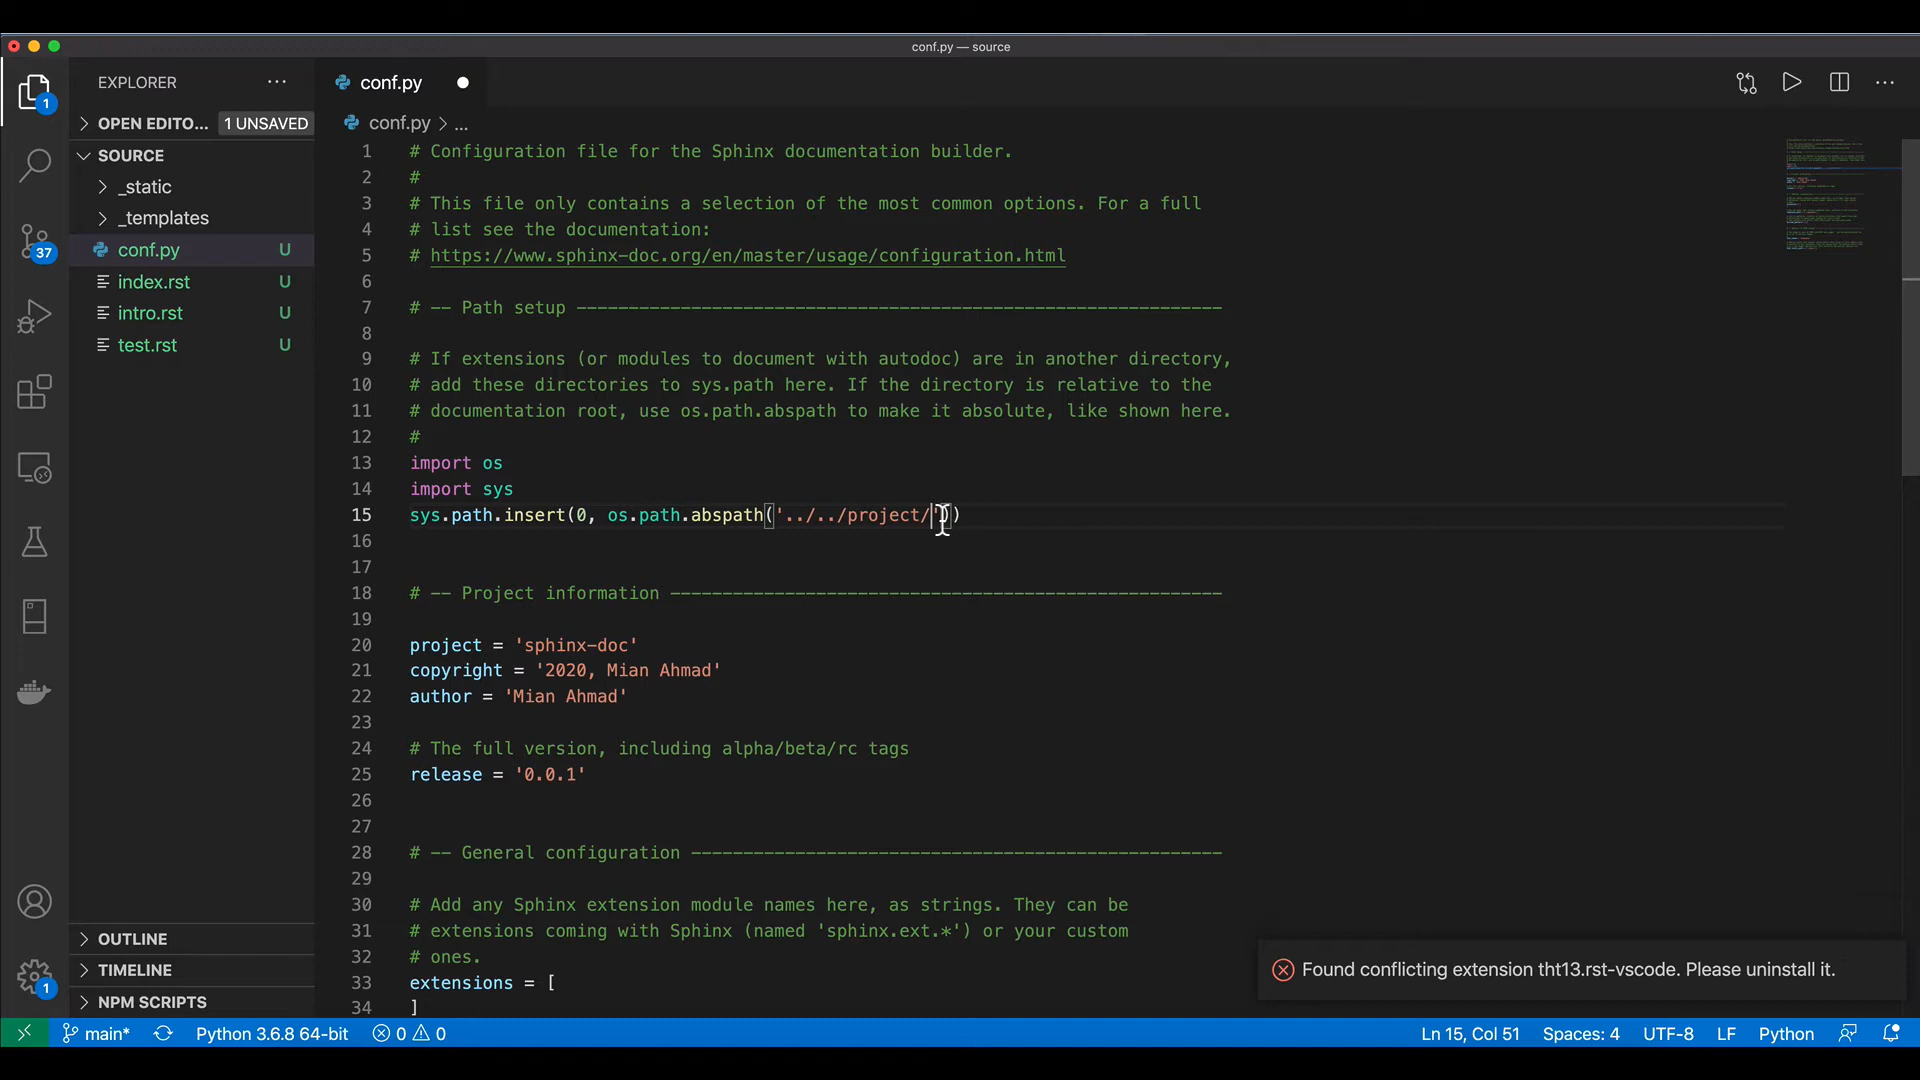 conf.py — source
EXPLORER
conf.py
OPEN EDITO... 1 UNSAVED
conf.py > ...
SOURCE
_static
_templates
conf.py U
index.rst U
intro.rst U
test.rst U
1
37
1 # Configuration file for the Sphinx documentation builder.
2 #
3 # This file only contains a selection of the most common options. For a full
4 # list see the documentation:
5 # https://www.sphinx-doc.org/en/master/usage/configuration.html
6
7 # -- Path setup --------------------------------------------------------------
8
9 # If extensions (or modules to document with autodoc) are in another directory,
10 # add these directories to sys.path here. If the directory is relative to the
11 # documentation root, use os.path.abspath to make it absolute, like shown here.
12 #
13 import os
14 import sys
15 sys.path.insert(0, os.path.abspath('../../project/'))
16
17
18 # -- Project information -----------------------------------------------------
19
20 project = 'sphinx-doc'
21 copyright = '2020, Mian Ahmad'
22 author = 'Mian Ahmad'
23
24 # The full version, including alpha/beta/rc tags
25 release = '0.0.1'
26
27
28 # -- General configuration ---------------------------------------------------
29
30 # Add any Sphinx extension module names here, as strings. They can be
31 # extensions coming with Sphinx (named 'sphinx.ext.*') or your custom
32 # ones.
33 extensions = [
34 ]
OUTLINE
TIMELINE
NPM SCRIPTS
1
Found conflicting extension tht13.rst-vscode. Please uninstall it.
main* Python 3.6.8 64-bit 0 0 Ln 15, Col 51 Spaces: 4 UTF-8 LF Python